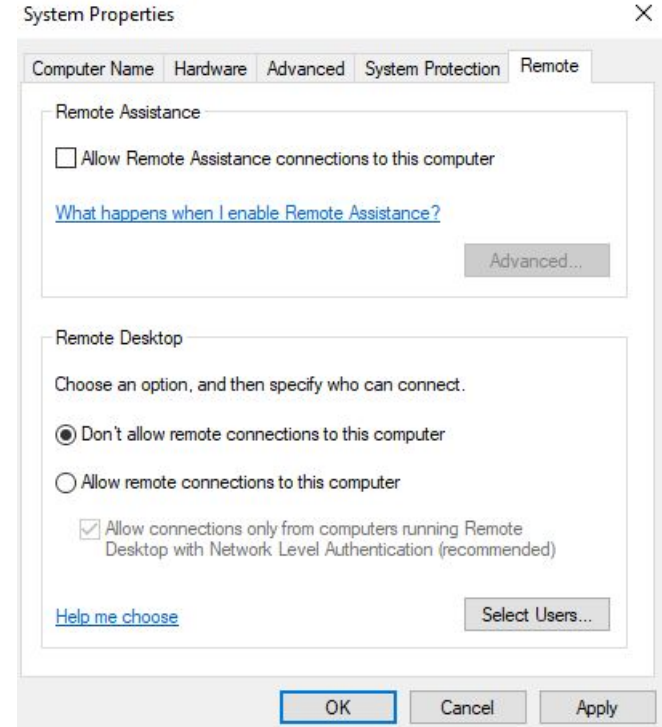 System Properties
Computer Name Hardware Advanced System Protection Remote
Remote Assistance
Allow Remote Assistance connections to this computer
What happens when I enable Remote Assistance?
Advanced...
Remote Desktop
Choose an option, and then specify who can connect.
Don't allow remote connections to this computer
Allow remote connections to this computer
Allow connections only from computers running Remote
Desktop with Network Level Authentication (recommended)
Help me choose Select Users...
OK Cancel Apply